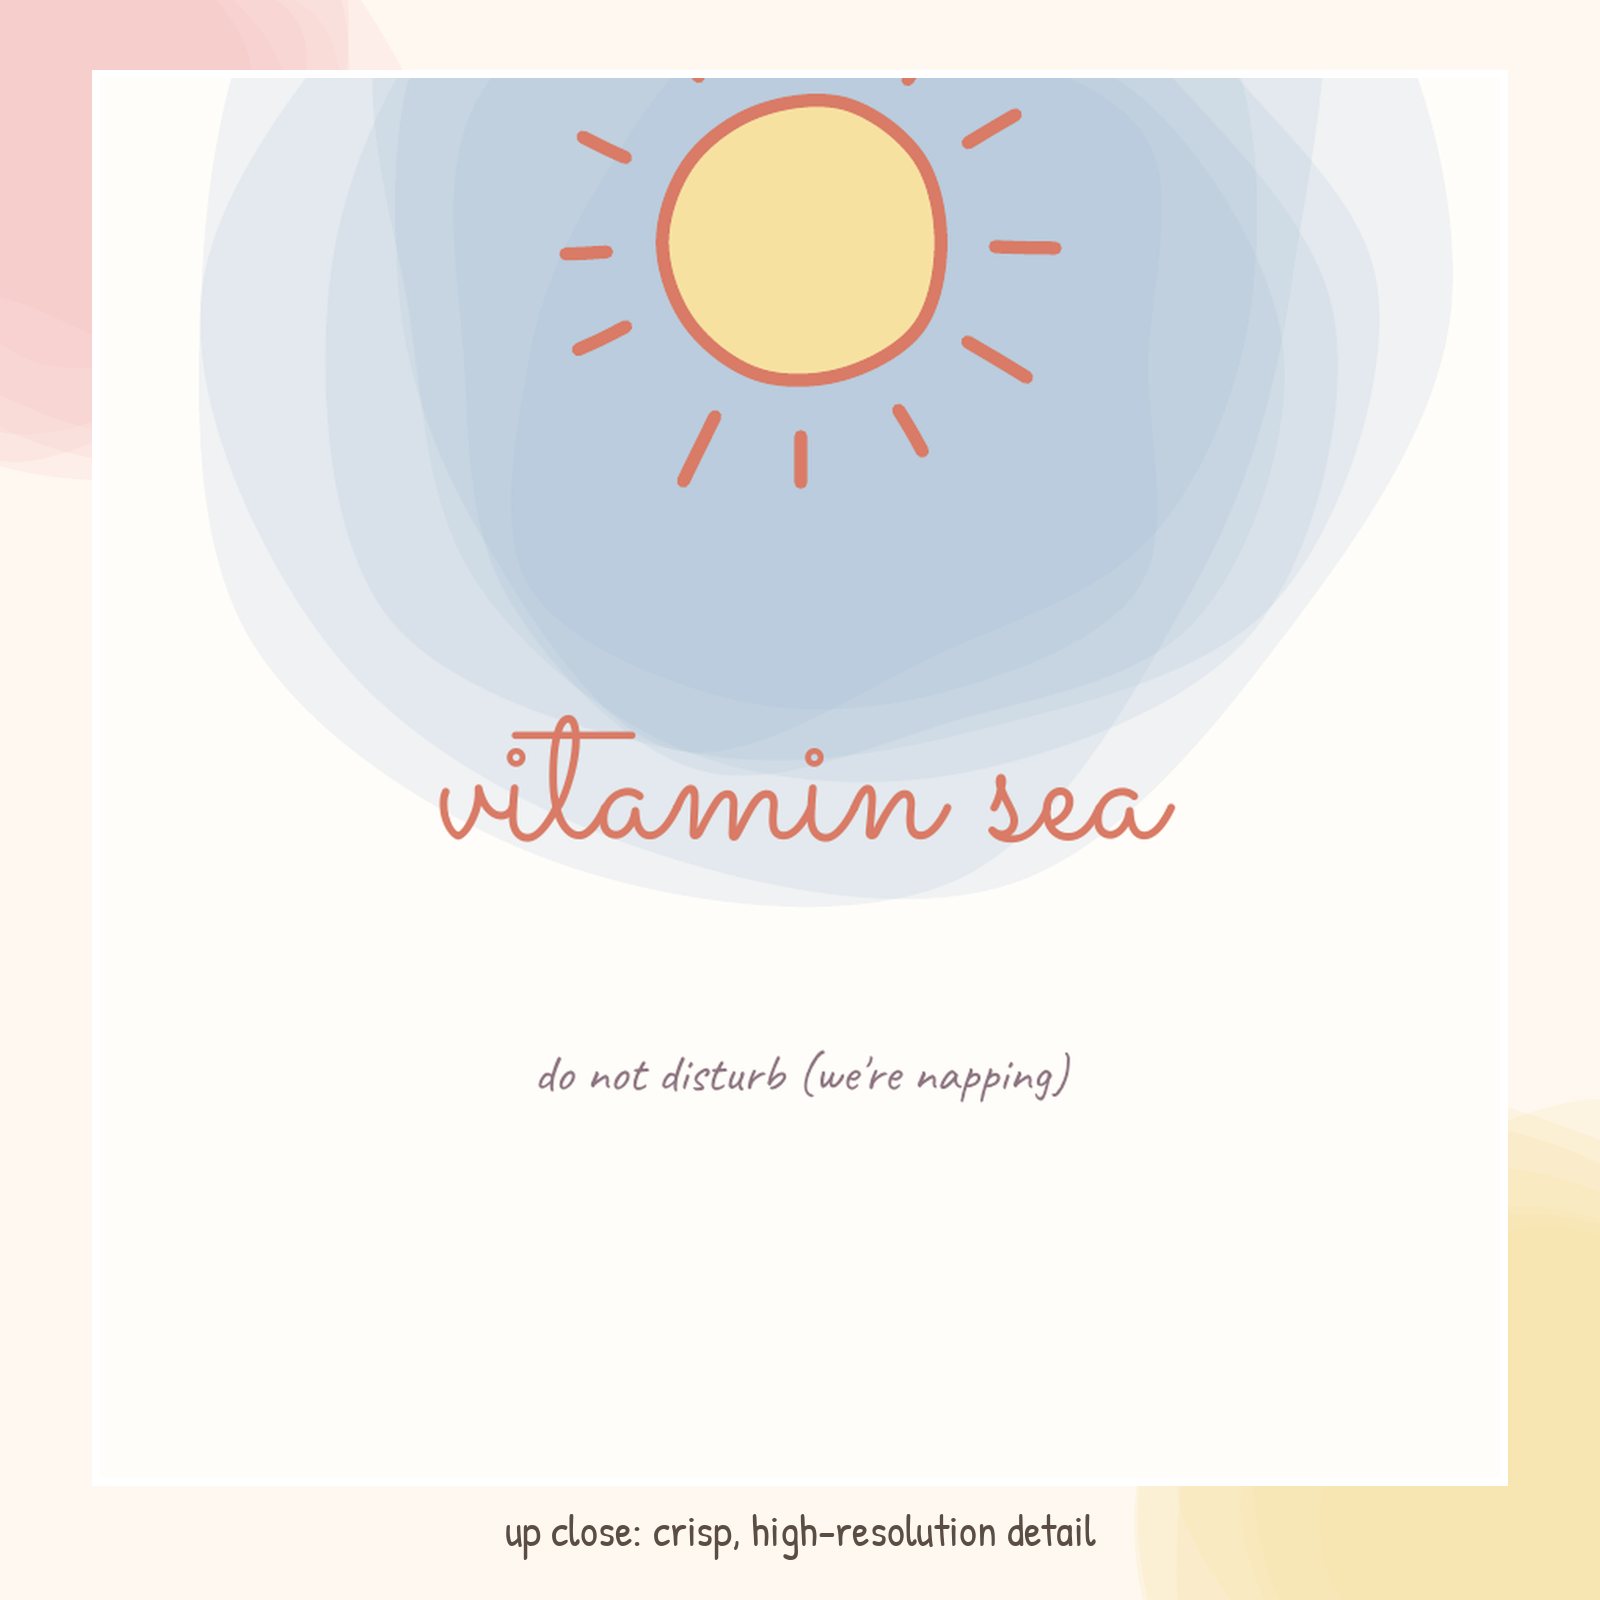 vitamin sea
do not disturb (we're napping)
up close: crisp, high-resolution detail